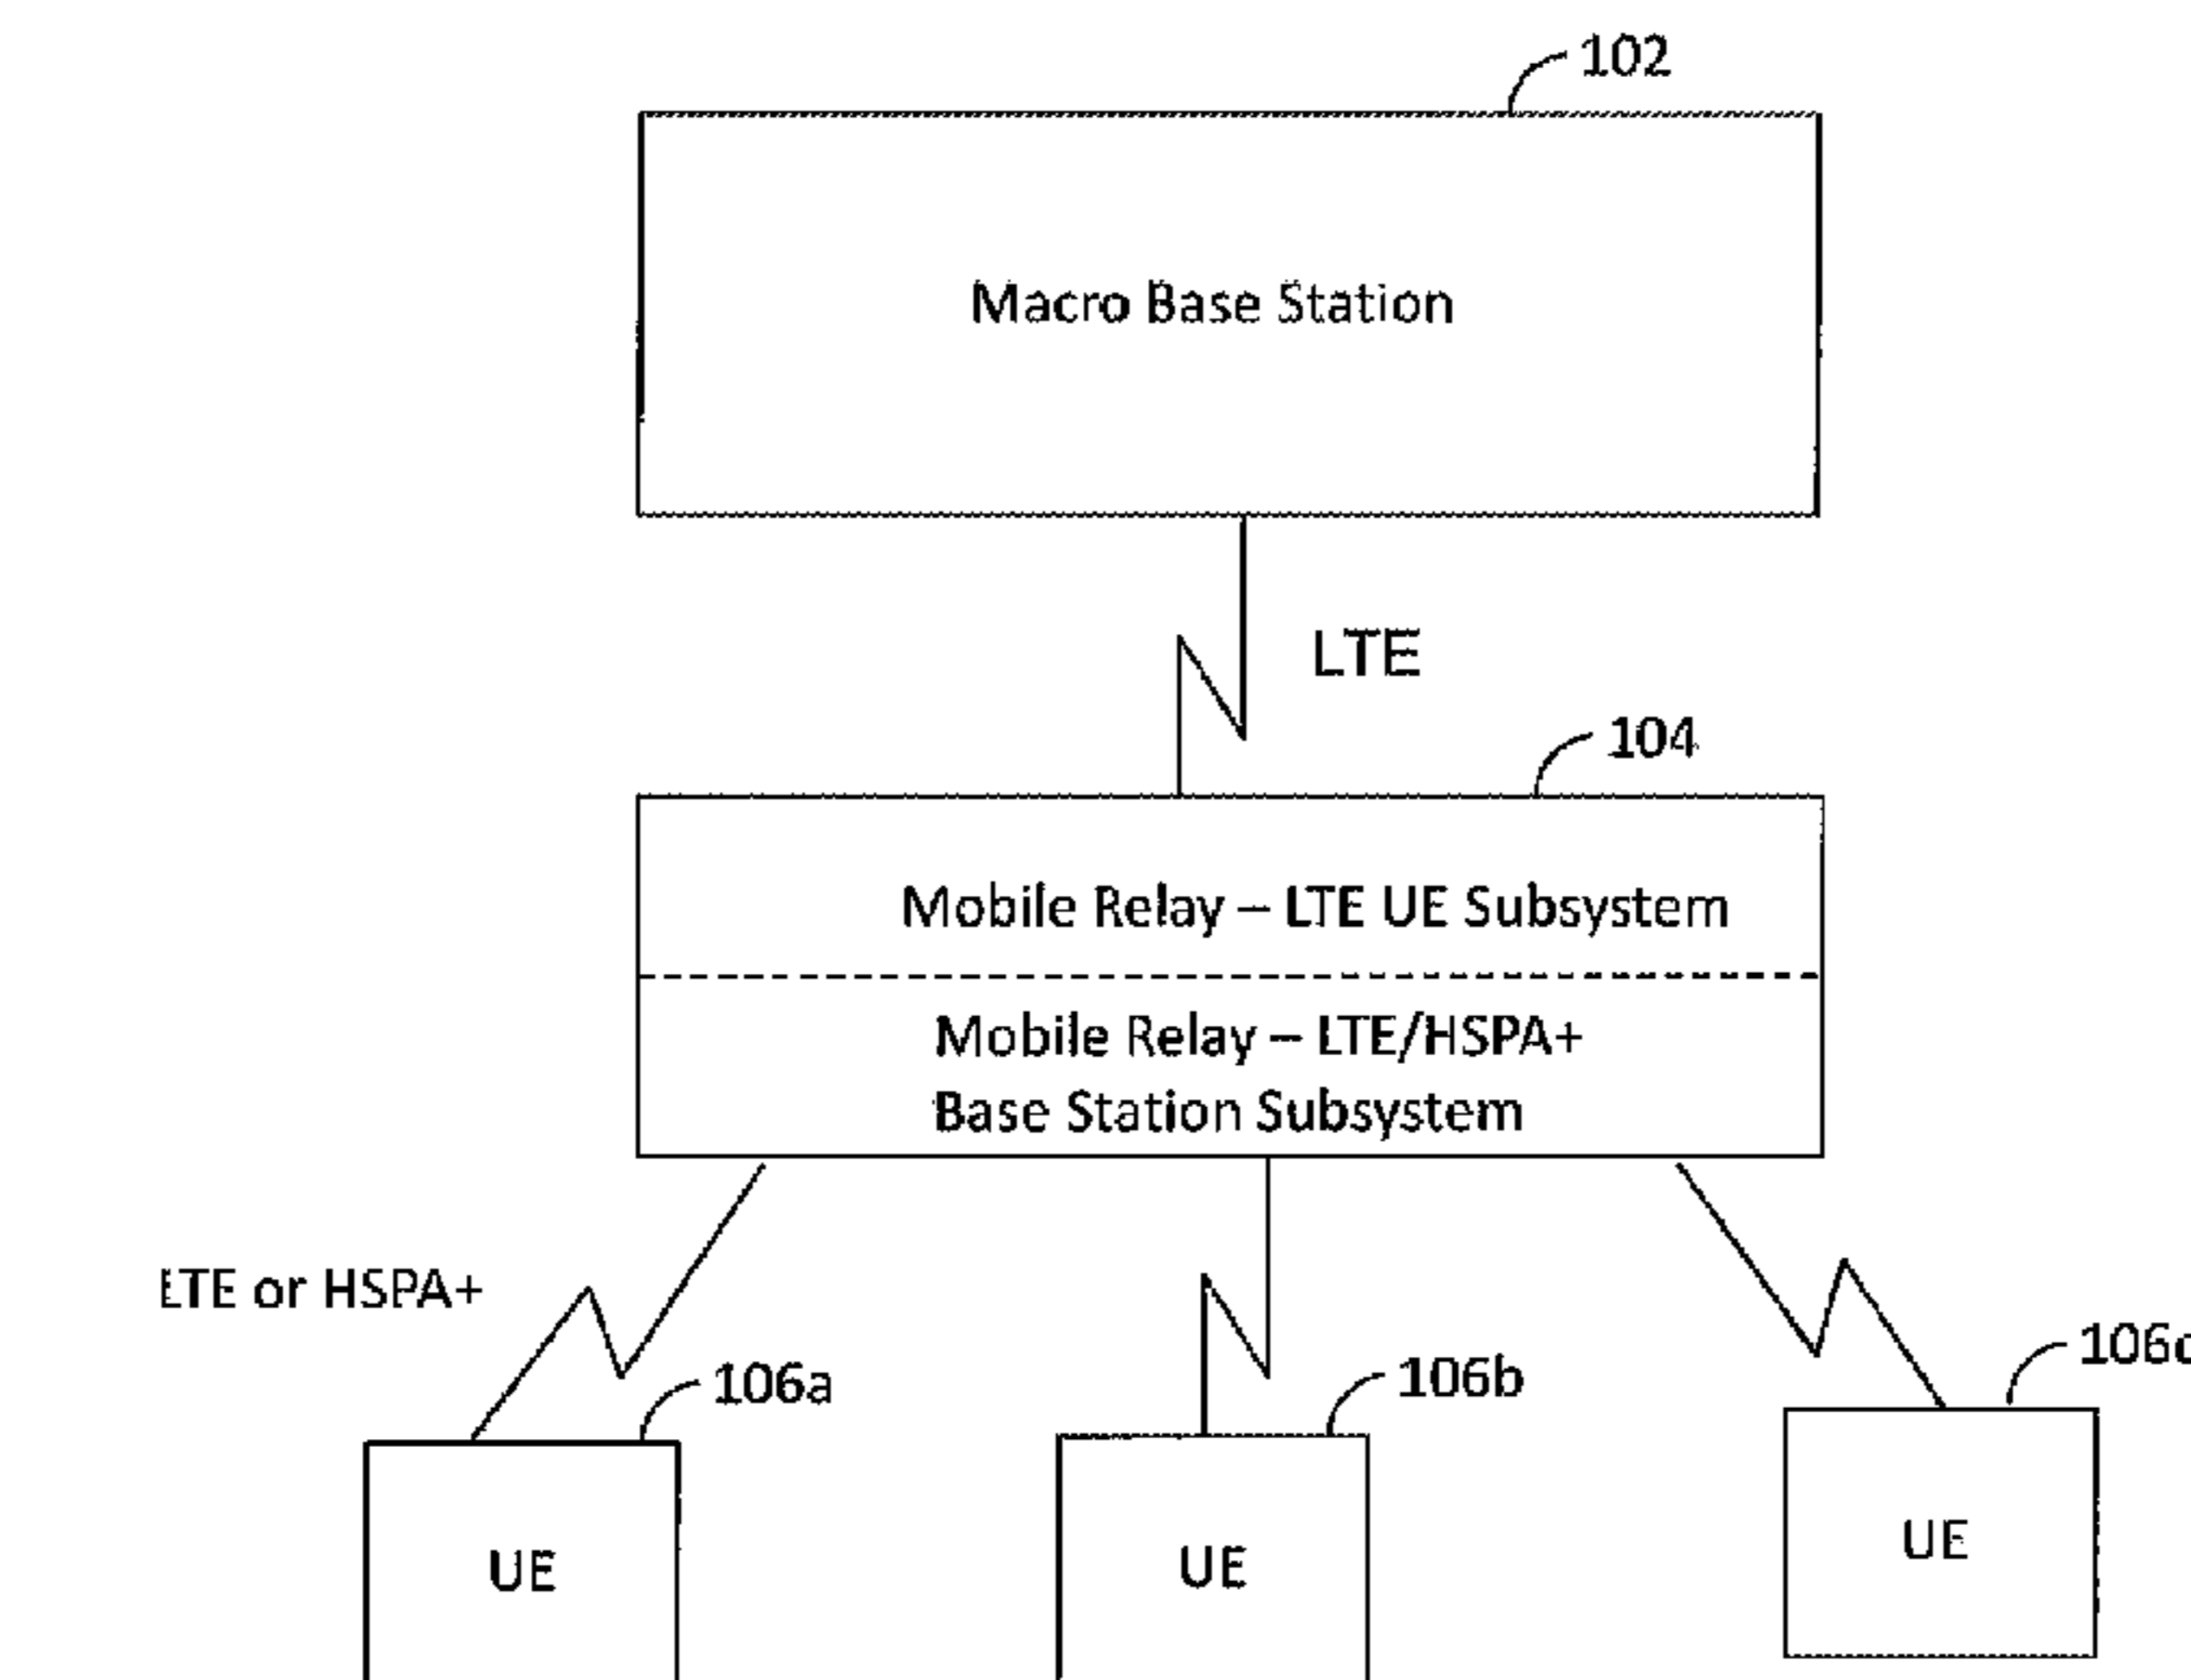 102
Macro Base Station
LTE
104
Mobile Relay – LTE UE Subsystem
Mobile Relay – LTE/HSPA+
Base Station Subsystem
LTE or HSPA+
106a
106b
UE
UE
UE